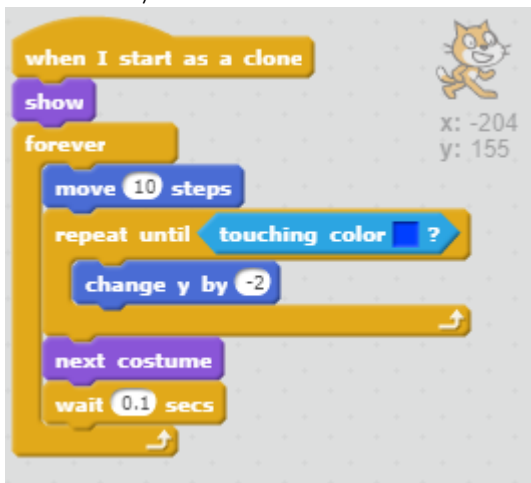 when I start as a clone
show
x: -204
forever
y: 155
move 10 steps
repeat until touching color ?
change y by -2
next costume
wait 0.1 secs